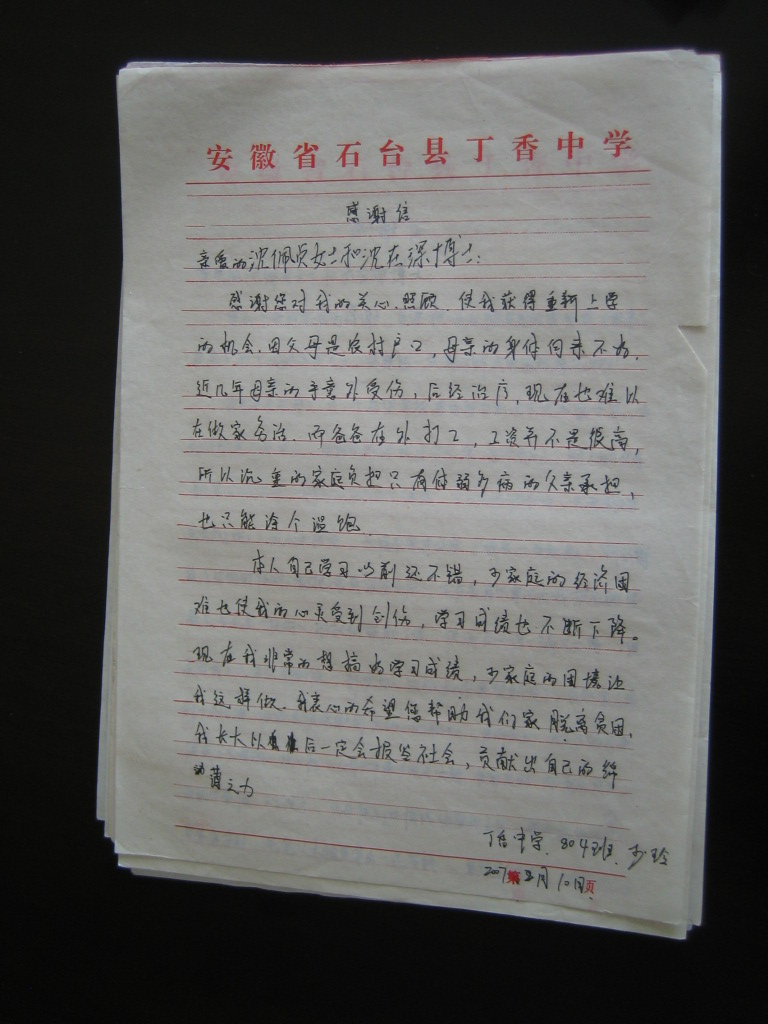 安徽省石台县丁香中学
感谢信
亲爱的沈佩贞女士和沈在琛博士:
感谢您对我的关心.照顾.使我获得重新上学
的机会.因父母是农村户口,母亲的身体向来不好.
近几年母亲的手意外受伤,后经治疗,现在也难以
在做家务活.而爸爸在外打工,工资并不是很高,
所以沉重的家庭负担只有体弱多病的父亲承担,
也只能涂个温饱.
本人自己学习以前还不错,家庭的经济困
难也使我的心灵受到创伤,学习成绩也不断下降。
现在我非常的想搞好学习成绩,家庭的困境让
我这样做.我衷心的希望您帮助我们家脱离贫困.
我长大以后一定会报答社会,贡献出自己的绵
薄之力
丁香中学.804班.玲
2007 月10日页